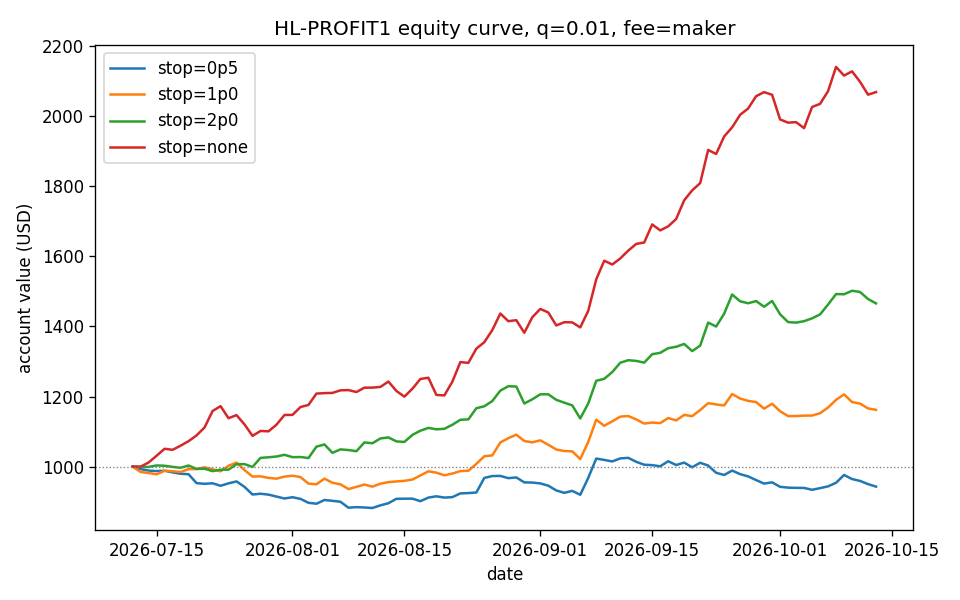 HL-PROFIT1 equity curve, q=0.01, fee=maker
stop=0p5
stop=1p0
stop=2p0
stop=none
account value (USD)
2200
2000
1800
1600
1400
1200
1000
2026-07-15
2026-08-01
2026-08-15
2026-09-01
2026-09-15
2026-10-01
2026-10-15
date